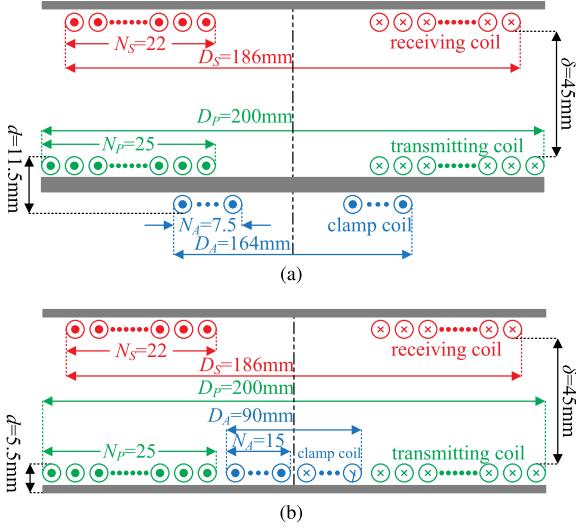 N_S=22
receiving coil
D_S=186mm
δ=45mm
D_P=200mm
N_P=25
transmitting coil
d=11.5mm
N_A=7.5
clamp coil
D_A=164mm
(a)
N_S=22
receiving coil
D_S=186mm
D_P=200mm
δ=45mm
D_A=90mm
N_P=25
N_A=15
clamp coil
transmitting coil
d=5.5mm
(b)